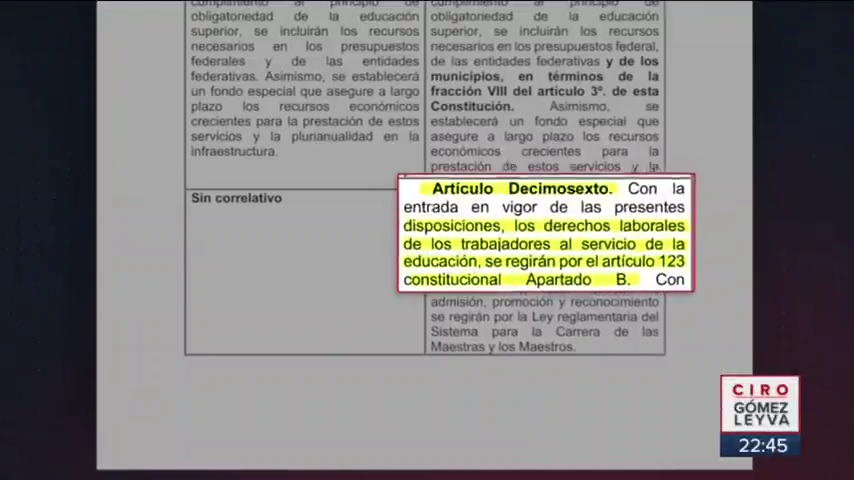 cumplimiento al principio de
obligatoriedad de la educación
superior, se incluirán los recursos
necesarios en los presupuestos
federales y de las entidades
federativas. Asimismo, se establecerá
un fondo especial que asegure a largo
plazo los recursos económicos
crecientes para la prestación de estos
servicios y la plurianualidad en la
infraestructura.
Sin correlativo
cumplimiento al principio de
obligatoriedad de la educación
superior, se incluirán los recursos
necesarios en los presupuestos federal,
de las entidades federativas y de los
municipios, en términos de la
fracción VIII del artículo 3º. de esta
Constitución. Asimismo, se
establecerá un fondo especial que
asegure a largo plazo los recursos
económicos crecientes para la
prestación de estos servicios y la
Artículo Decimosexto. Con la
entrada en vigor de las presentes
disposiciones, los derechos laborales
de los trabajadores al servicio de la
educación, se regirán por el artículo 123
constitucional Apartado B. Con
admisión, promoción y reconocimiento
se regirán por la Ley reglamentaria del
Sistema para la Carrera de las
Maestras y los Maestros.
CIRO
GÓMEZ
LEYVA
22:45